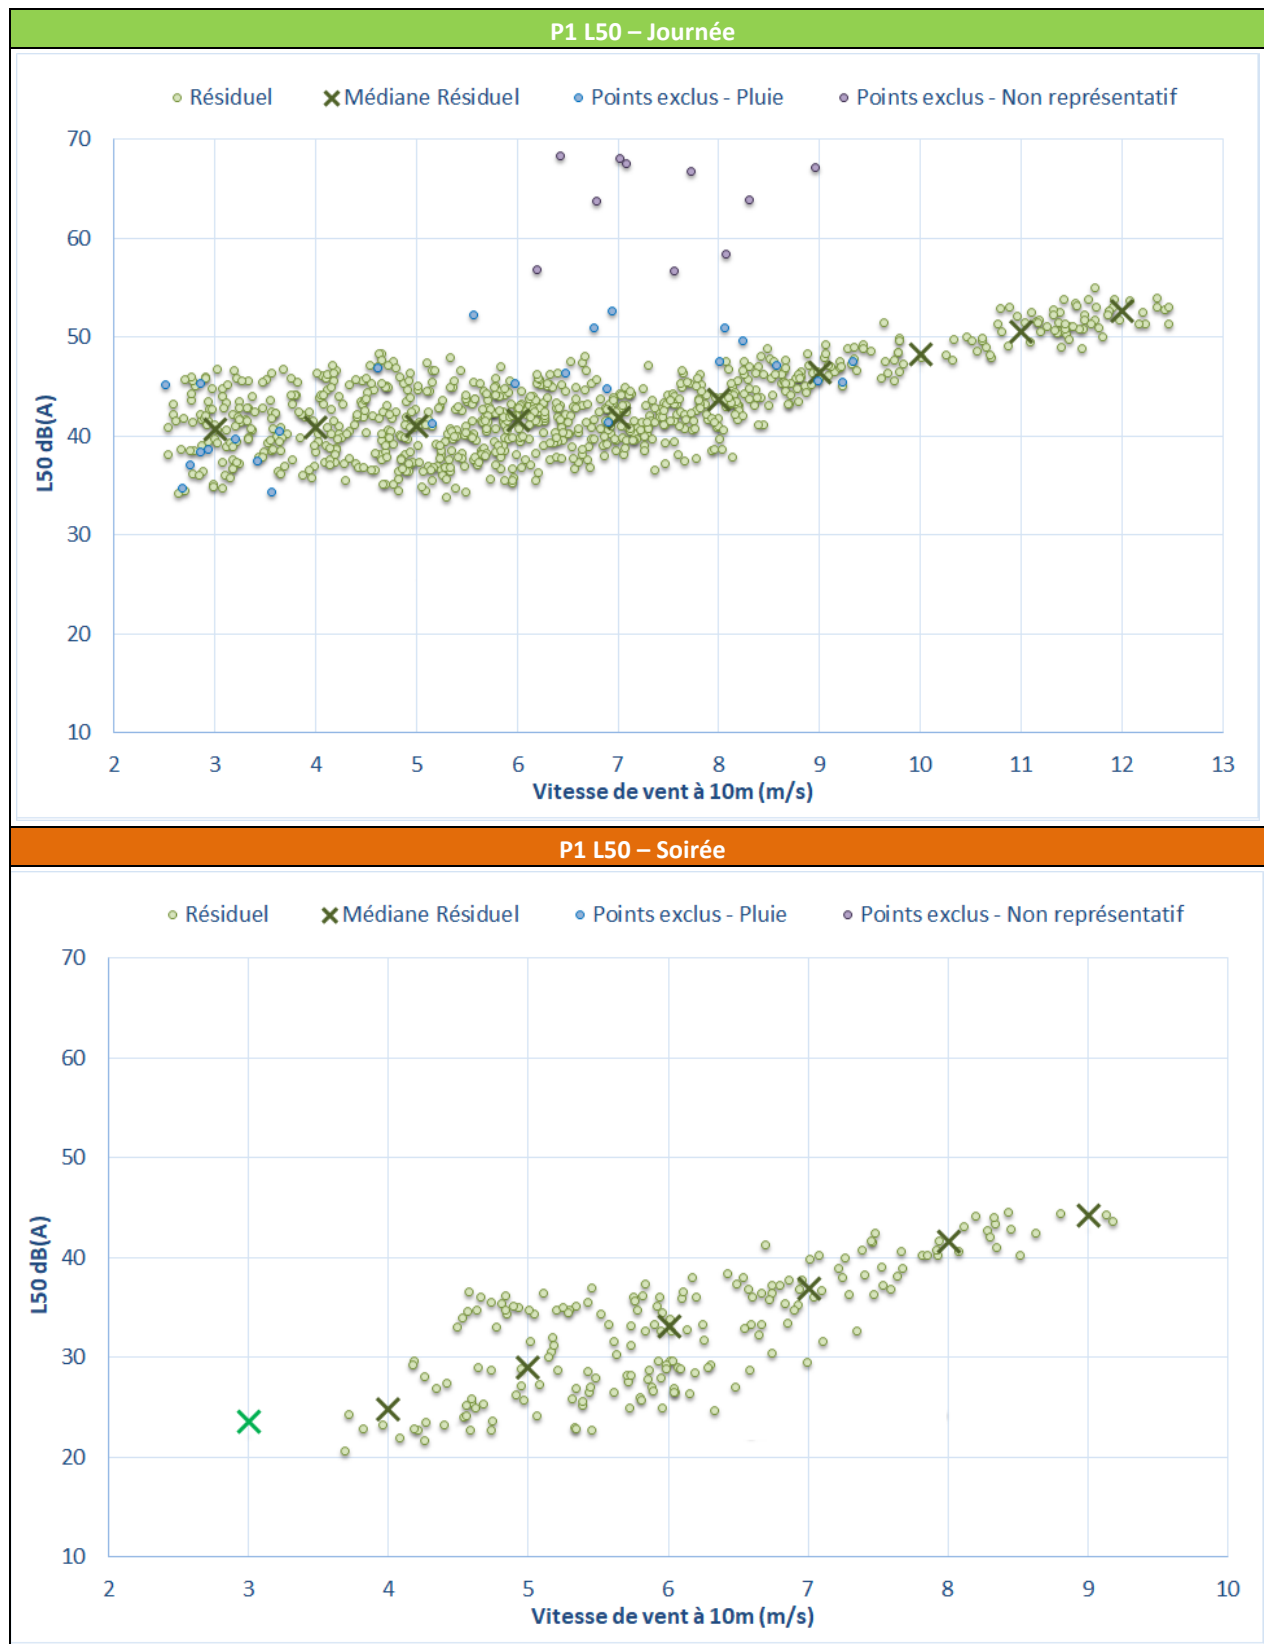 P1 L50 – Journée
Résiduel Médiane Résiduel Points exclus - Pluie Points exclus - Non représentatif
70
60
50
40
30
20
10
L50 dB(A)
2 3 4 5 6 7 8 9 10 11 12 13
Vitesse de vent à 10m (m/s)
P1 L50 – Soirée
Résiduel Médiane Résiduel Points exclus - Pluie Points exclus - Non représentatif
70
60
50
40
30
20
10
L50 dB(A)
2 3 4 5 6 7 8 9 10
Vitesse de vent à 10m (m/s)